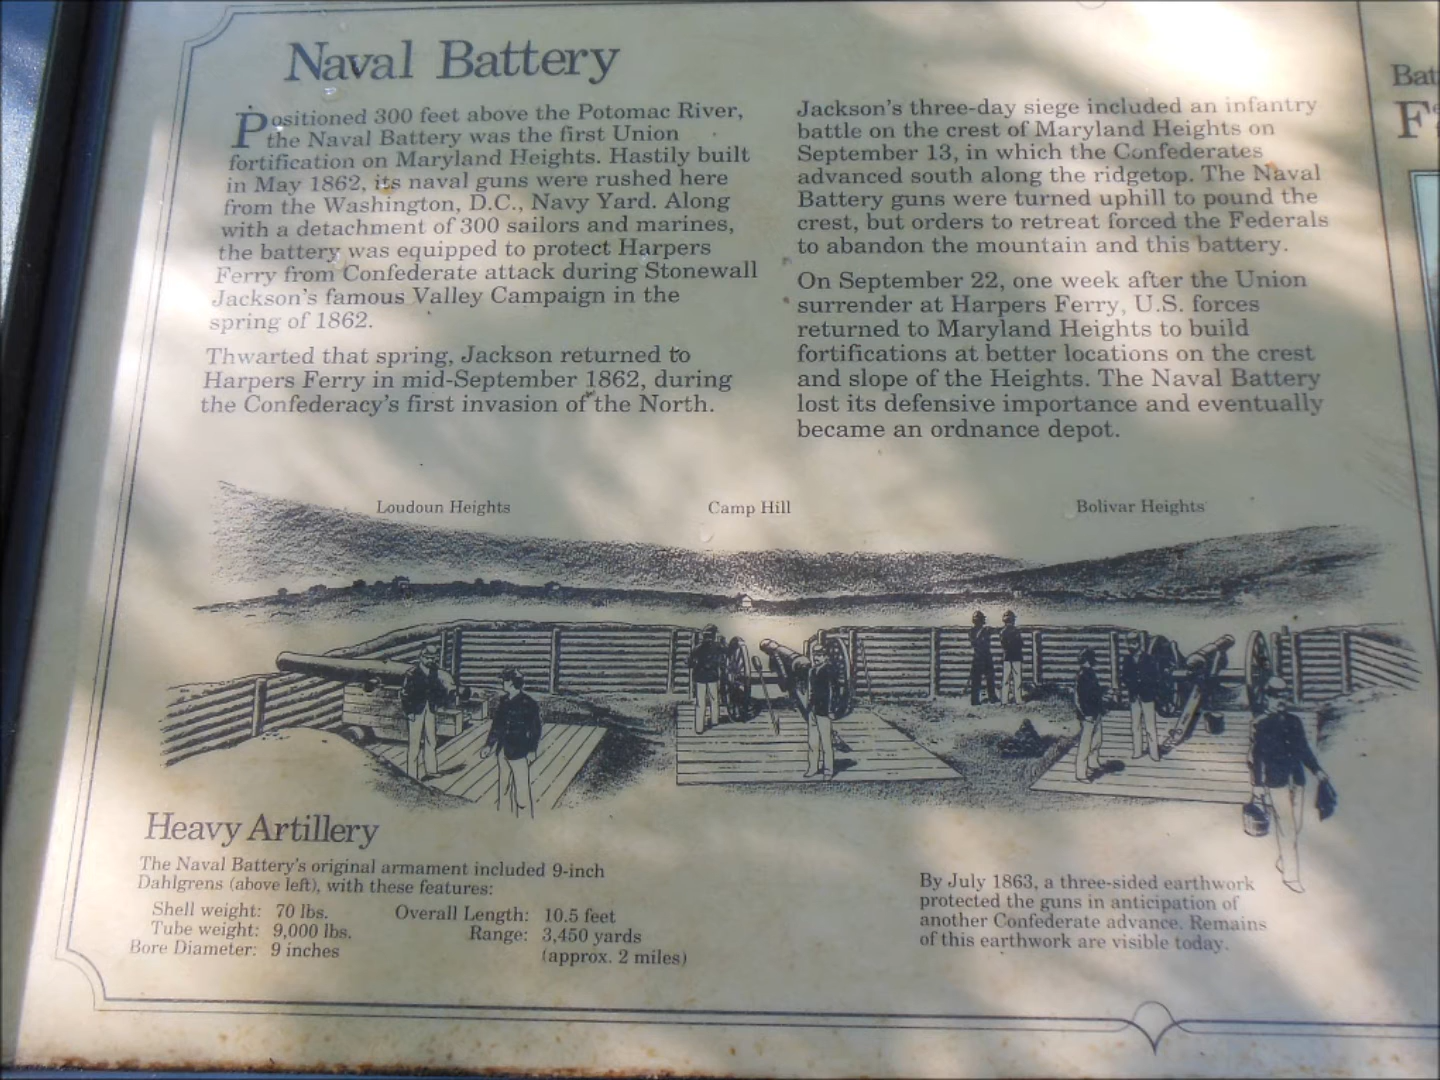 Naval Battery
Positioned 300 feet above the Potomac River,
the Naval Battery was the first Union
fortification on Maryland Heights. Hastily built
in May 1862, its naval guns were rushed here
from the Washington, D.C., Navy Yard. Along
with a detachment of 300 sailors and marines,
the battery was equipped to protect Harpers
Ferry from Confederate attack during Stonewall
Jackson's famous Valley Campaign in the
spring of 1862.
Thwarted that spring, Jackson returned to
Harpers Ferry in mid-September 1862, during
the Confederacy's first invasion of the North.
Jackson's three-day siege included an infantry
battle on the crest of Maryland Heights on
September 13, in which the Confederates
advanced south along the ridgetop. The Naval
Battery guns were turned uphill to pound the
crest, but orders to retreat forced the Federals
to abandon the mountain and this battery.
On September 22, one week after the Union
surrender at Harpers Ferry, U.S. forces
returned to Maryland Heights to build
fortifications at better locations on the crest
and slope of the Heights. The Naval Battery
lost its defensive importance and eventually
became an ordnance depot.
Loudoun Heights
Camp Hill
Bolivar Heights
Heavy Artillery
The Naval Battery's original armament included 9-inch
Dahlgrens (above left), with these features:
Shell weight: 70 lbs.
Tube weight: 9,000 lbs.
Bore Diameter: 9 inches
Overall Length: 10.5 feet
Range: 3,450 yards
(approx. 2 miles)
By July 1863, a three-sided earthwork
protected the guns in anticipation of
another Confederate advance. Remains
of this earthwork are visible today.